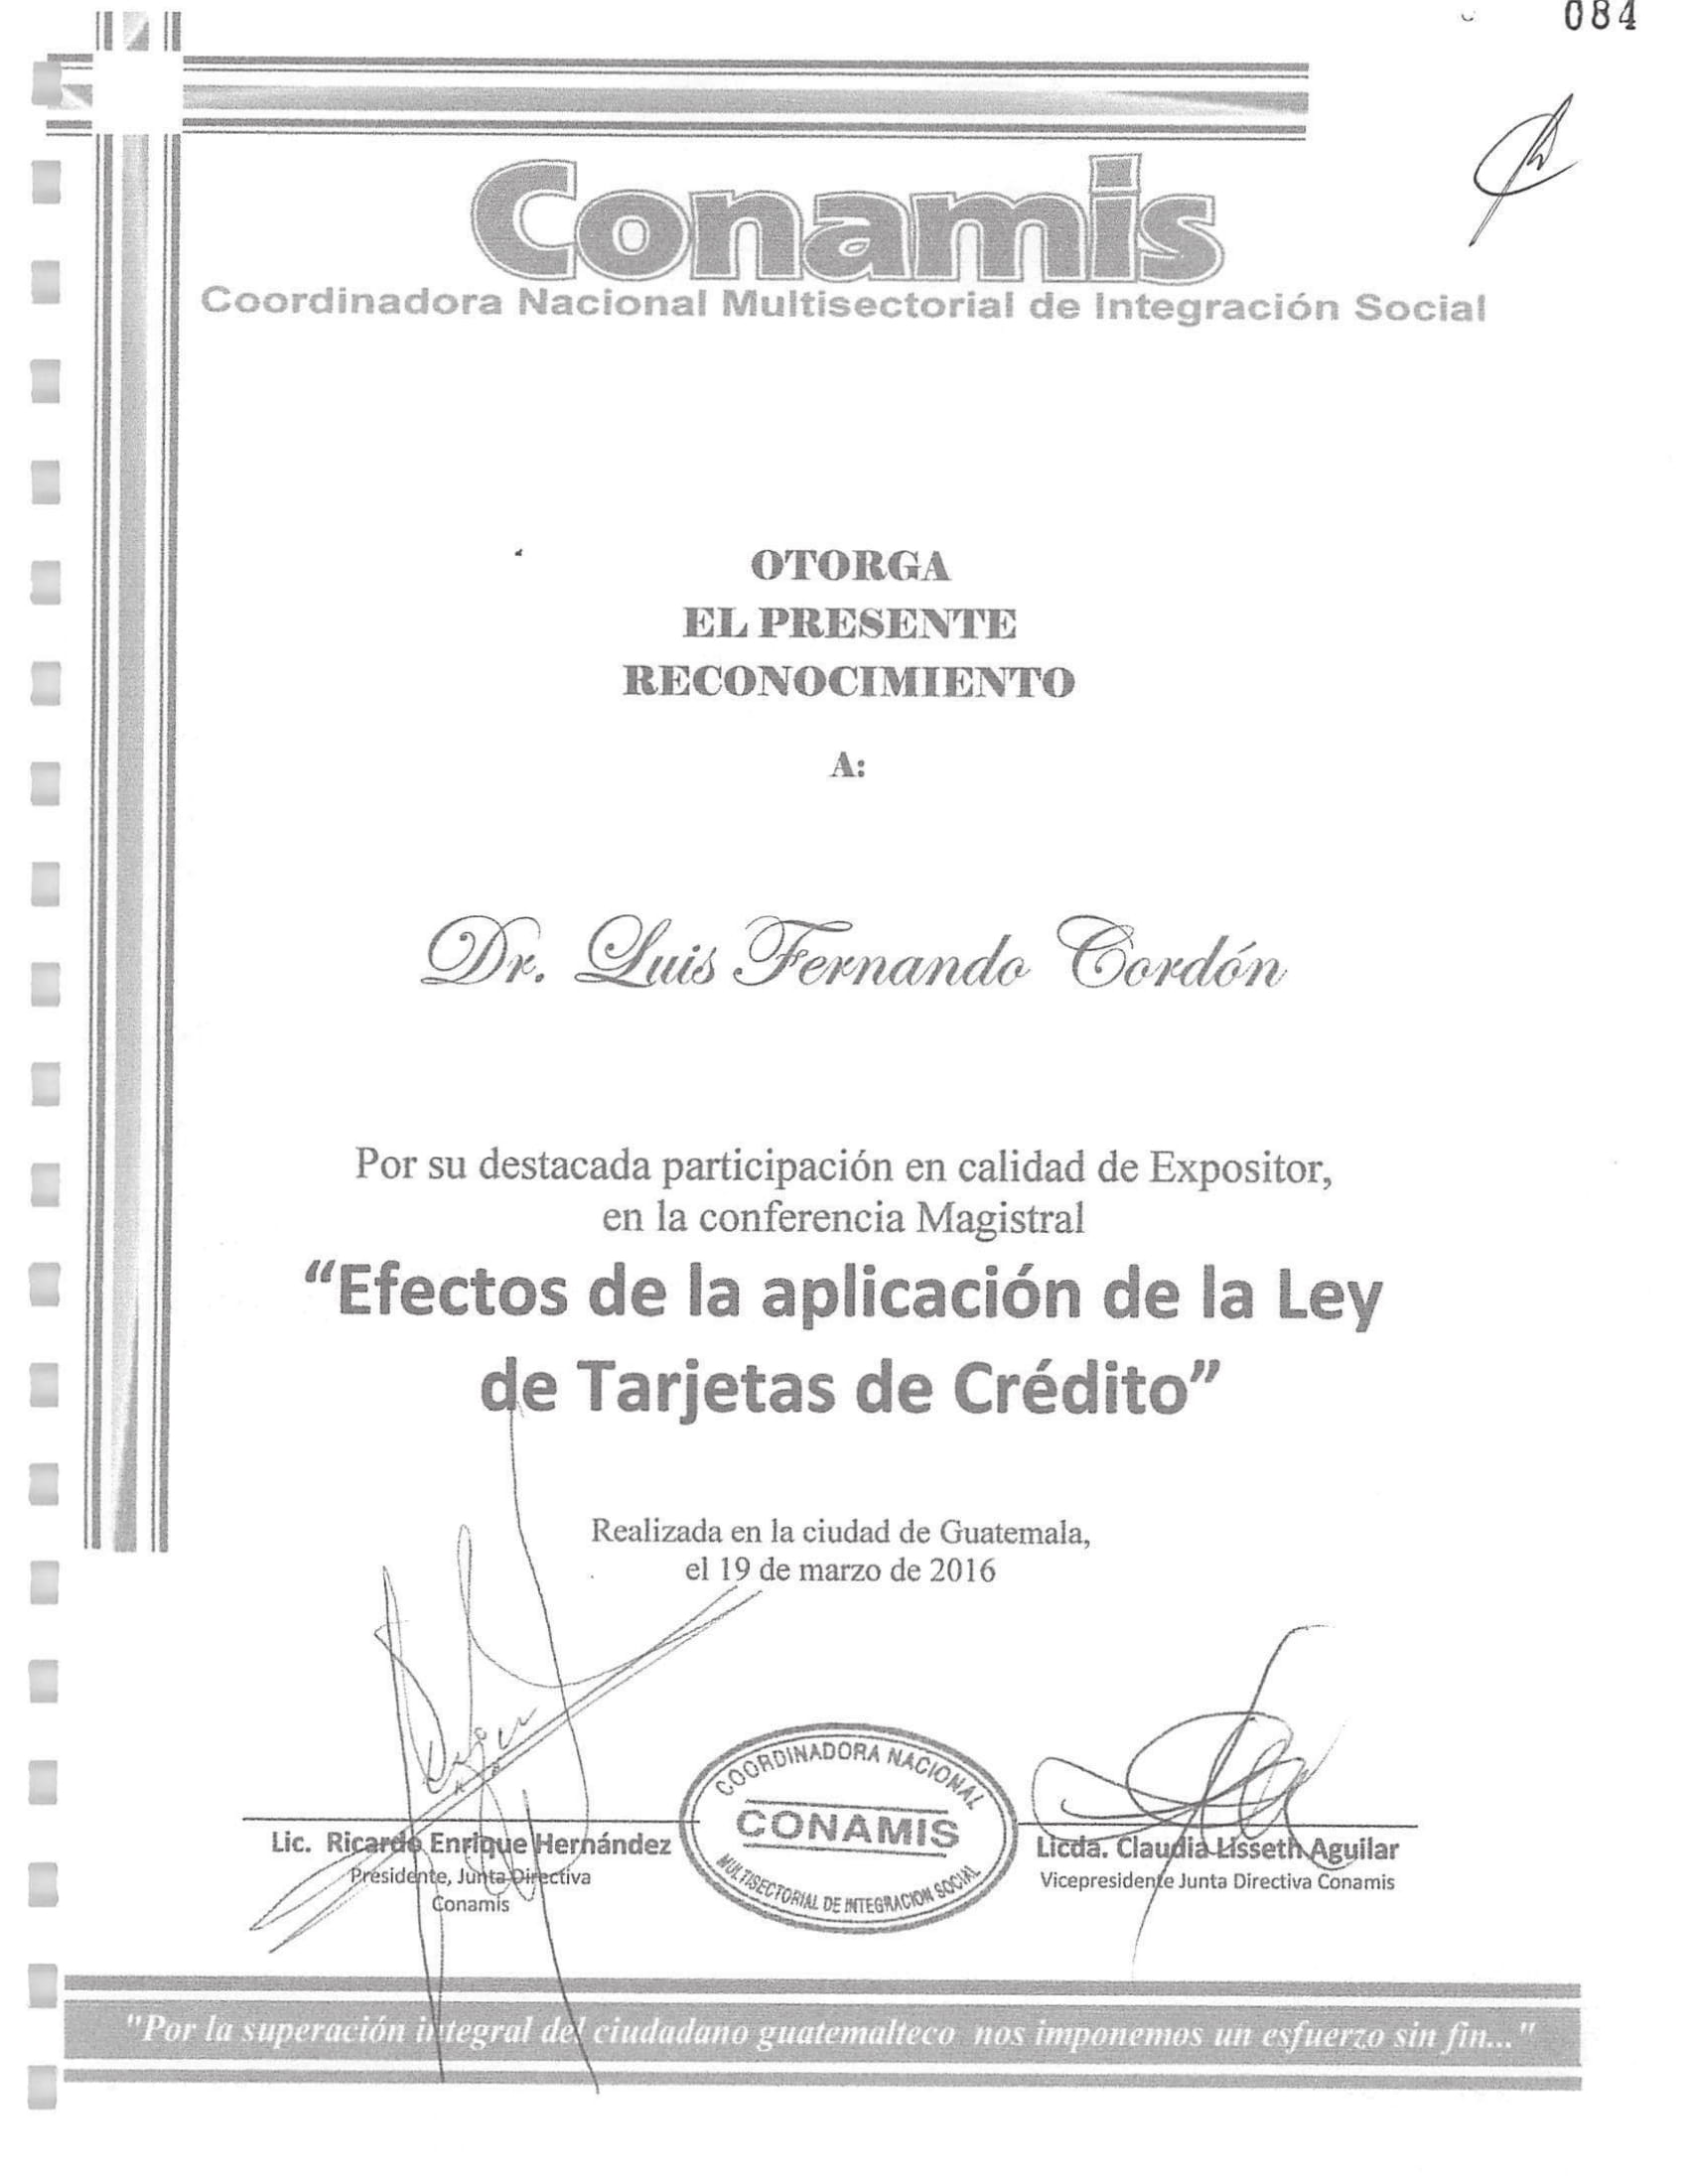 084
Conamis
Coordinadora Nacional Multisectorial de Integración Social
OTORGA
EL PRESENTE
RECONOCIMIENTO
A:
Dr. Luis Fernando Cordón
Por su destacada participación en calidad de Expositor,
en la conferencia Magistral
“Efectos de la aplicación de la Ley
de Tarjetas de Crédito”
Realizada en la ciudad de Guatemala,
el 19 de marzo de 2016
Lic. Ricardo Enrique Hernández
Presidente, Junta Directiva
Conamis
COORDINADORA NACIONAL
CONAMIS
MULTISECTORIAL DE INTEGRACION SOCIAL
Licda. Claudia Lisseth Aguilar
Vicepresidente Junta Directiva Conamis
"Por la superación integral del ciudadano guatemalteco nos imponemos un esfuerzo sin fin..."